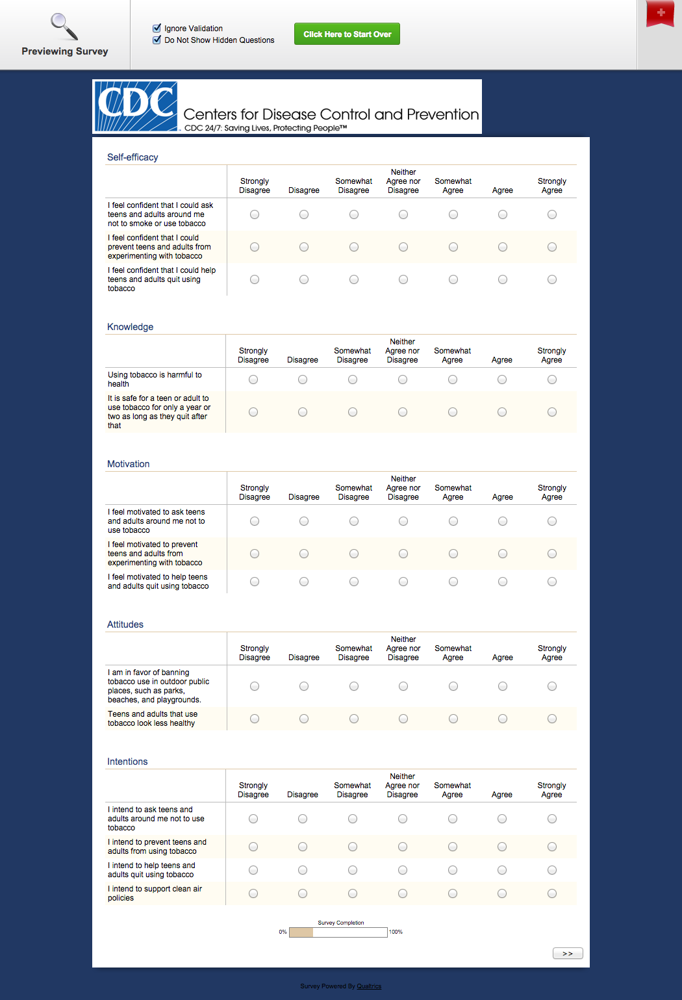 Previewing Survey
Ignore Validation
Do Not Show Hidden Questions
Click Here to Start Over
CDC
Centers for Disease Control and Prevention
CDC 24/7: Saving Lives, Protecting People™
Self-efficacy
Strongly Disagree
Disagree
Somewhat Disagree
Neither Agree nor Disagree
Somewhat Agree
Agree
Strongly Agree
I feel confident that I could ask
teens and adults around me
not to smoke or use tobacco
I feel confident that I could
prevent teens and adults from
experimenting with tobacco
I feel confident that I could help
teens and adults quit using
tobacco
Knowledge
Strongly Disagree
Disagree
Somewhat Disagree
Neither Agree nor Disagree
Somewhat Agree
Agree
Strongly Agree
Using tobacco is harmful to
health
It is safe for a teen or adult to
use tobacco for only a year or
two as long as they quit after
that
Motivation
Strongly Disagree
Disagree
Somewhat Disagree
Neither Agree nor Disagree
Somewhat Agree
Agree
Strongly Agree
I feel motivated to ask teens
and adults around me not to
use tobacco
I feel motivated to prevent
teens and adults from
experimenting with tobacco
I feel motivated to help teens
and adults quit using tobacco
Attitudes
Strongly Disagree
Disagree
Somewhat Disagree
Neither Agree nor Disagree
Somewhat Agree
Agree
Strongly Agree
I am in favor of banning
tobacco use in outdoor public
places, such as parks,
beaches, and playgrounds.
Teens and adults that use
tobacco look less healthy
Intentions
Strongly Disagree
Disagree
Somewhat Disagree
Neither Agree nor Disagree
Somewhat Agree
Agree
Strongly Agree
I intend to ask teens and
adults around me not to use
tobacco
I intend to prevent teens and
adults from using tobacco
I intend to help teens and
adults quit using tobacco
I intend to support clean air
policies
Survey Completion
0% 100%
>>
Survey Powered By Qualtrics